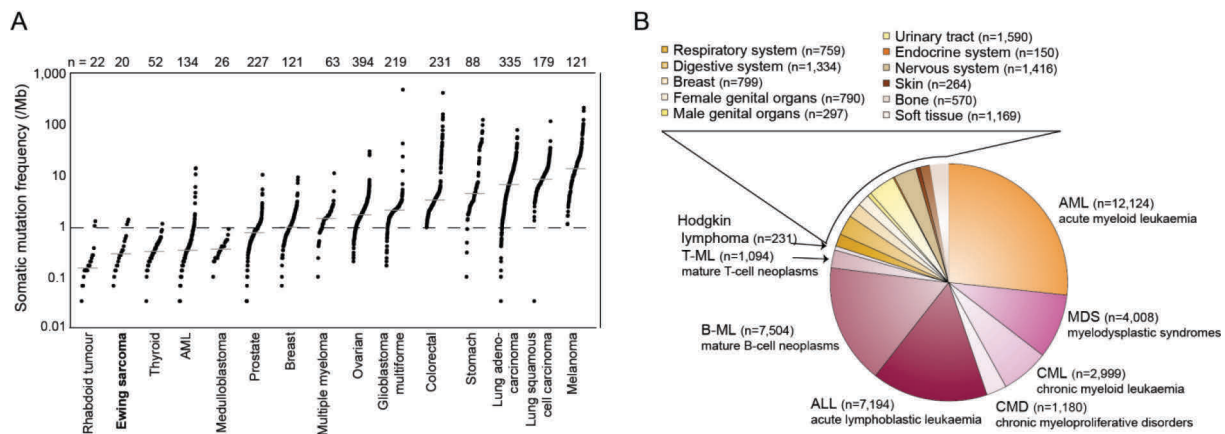 A
n = 22 20 52 134 26 227 121 63 394 219 231 88 335 179 121
Somatic mutation frequency (/Mb)
1,000
100
10
1
0.1
0.01
Rhabdoid tumour
Ewing sarcoma
Thyroid
AML
Medulloblastoma
Prostate
Breast
Multiple myeloma
Ovarian
Glioblastoma
multiforme
Colorectal
Stomach
Lung adeno-
carcinoma
Lung squamous
cell carcinoma
Melanoma
B
Respiratory system (n=759)
Digestive system (n=1,334)
Breast (n=799)
Female genital organs (n=790)
Male genital organs (n=297)
Urinary tract (n=1,590)
Endocrine system (n=150)
Nervous system (n=1,416)
Skin (n=264)
Bone (n=570)
Soft tissue (n=1,169)
AML (n=12,124)
acute myeloid leukaemia
MDS (n=4,008)
myelodysplastic syndromes
CML (n=2,999)
chronic myeloid leukaemia
CMD (n=1,180)
chronic myeloproliferative disorders
ALL (n=7,194)
acute lymphoblastic leukaemia
B-ML (n=7,504)
mature B-cell neoplasms
T-ML (n=1,094)
mature T-cell neoplasms
Hodgkin
lymphoma (n=231)